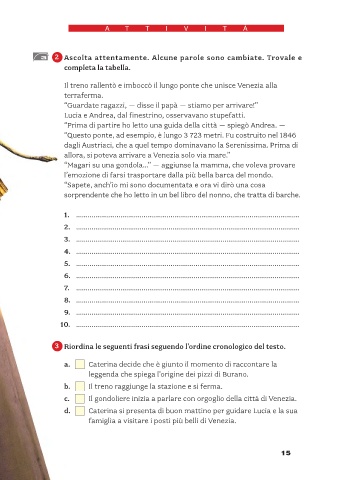 ATTIVITÀ
2 Ascolta attentamente. Alcune parole sono cambiate. Trovale e
completa la tabella.
Il treno rallentò e imboccò il lungo ponte che unisce Venezia alla
terraferma.
“Guardate ragazzi, — disse il papà — stiamo per arrivare!”
Lucia e Andrea, dal finestrino, osservavano stupefatti.
“Prima di partire ho letto una guida della città — spiegò Andrea. —
“Questo ponte, ad esempio, è lungo 3 723 metri. Fu costruito nel 1846
dagli Austriaci, che a quel tempo dominavano la Serenissima. Prima di
allora, si poteva arrivare a Venezia solo via mare.”
“Magari su una gondola...” — aggiunse la mamma, che voleva provare
l’emozione di farsi trasportare dalla più bella barca del mondo.
“Sapete, anch’io mi sono documentata e ora vi dirò una cosa
sorprendente che ho letto in un bel libro del nonno, che tratta di barche.
1. ....................
2. ....................
3. ....................
4. ....................
5. ....................
6. ....................
7. ....................
8. ....................
9. ....................
10. ....................
3 Riordina le seguenti frasi seguendo l’ordine cronologico del testo.
a. Caterina decide che è giunto il momento di raccontare la
leggenda che spiega l’origine dei pizzi di Burano.
b. Il treno raggiunge la stazione e si ferma.
c. Il gondoliere inizia a parlare con orgoglio della città di Venezia.
d. Caterina si presenta di buon mattino per guidare Lucia e la sua
famiglia a visitare i posti più belli di Venezia.
15